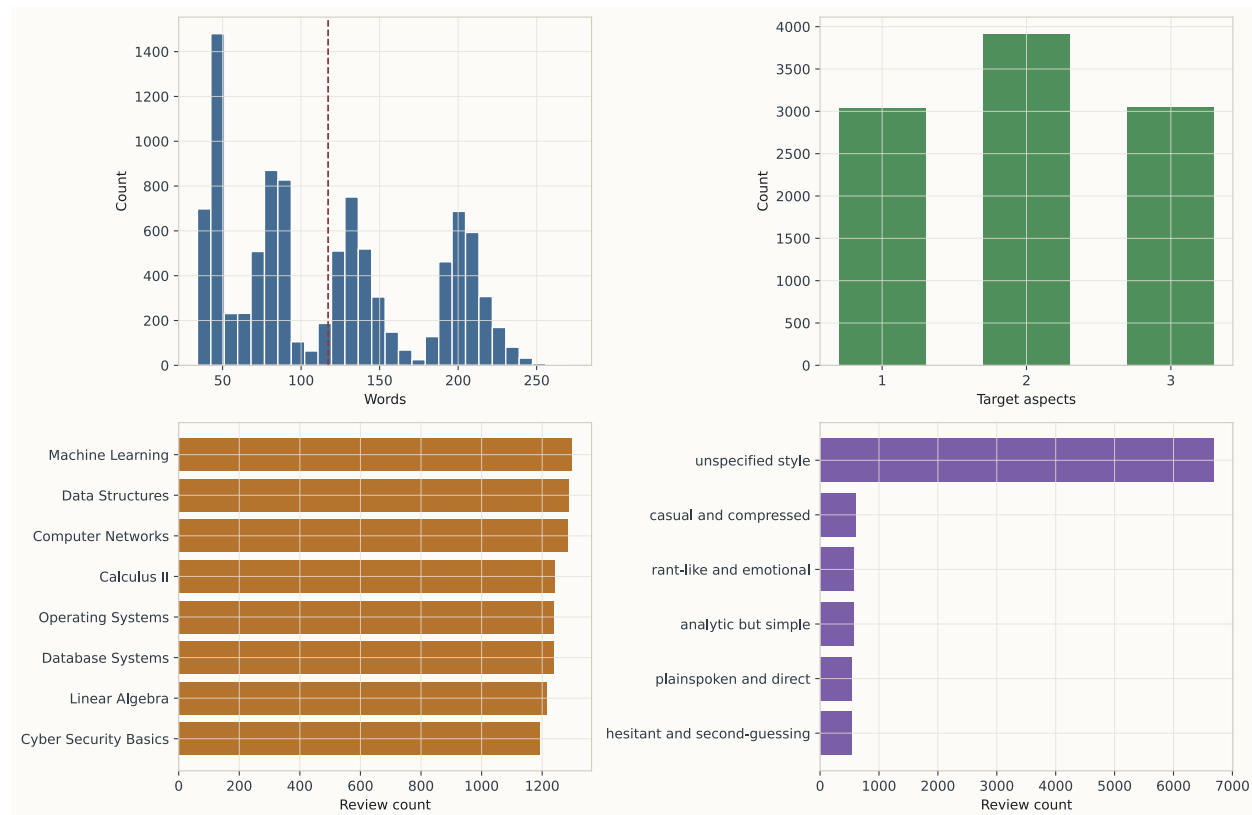 1400
1200
1000
800
600
400
200
0
Count
50
100
150
200
250
Words
4000
3500
3000
2500
2000
1500
1000
500
0
Count
1
2
3
Target aspects
Machine Learning
Data Structures
Computer Networks
Calculus II
Operating Systems
Database Systems
Linear Algebra
Cyber Security Basics
0
200
400
600
800
1000
1200
Review count
unspecified style
casual and compressed
rant-like and emotional
analytic but simple
plainspoken and direct
hesitant and second-guessing
0
1000
2000
3000
4000
5000
6000
7000
Review count